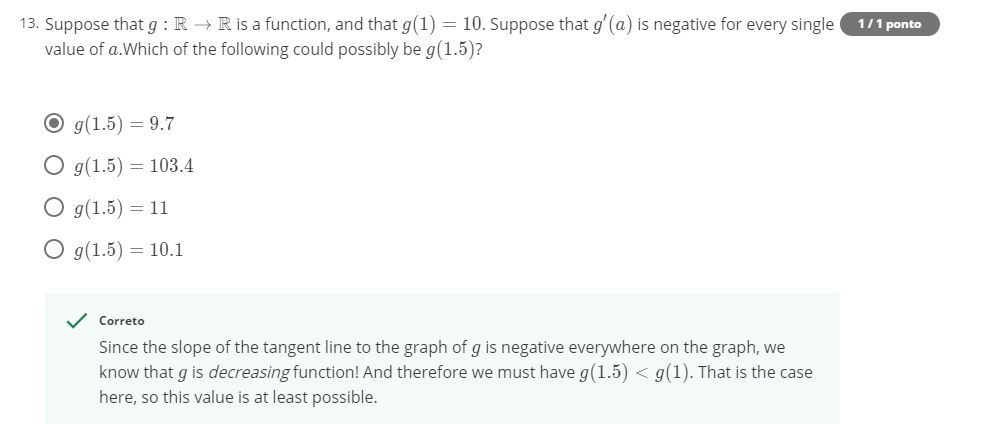 13. Suppose that g : ℝ → ℝ is a function, and that g(1) = 10. Suppose that g′(a) is negative for every single
1 / 1 ponto
value of a.Which of the following could possibly be g(1.5)?
g(1.5) = 9.7
g(1.5) = 103.4
g(1.5) = 11
g(1.5) = 10.1
Correto
Since the slope of the tangent line to the graph of g is negative everywhere on the graph, we
know that g is decreasing function! And therefore we must have g(1.5) < g(1). That is the case
here, so this value is at least possible.